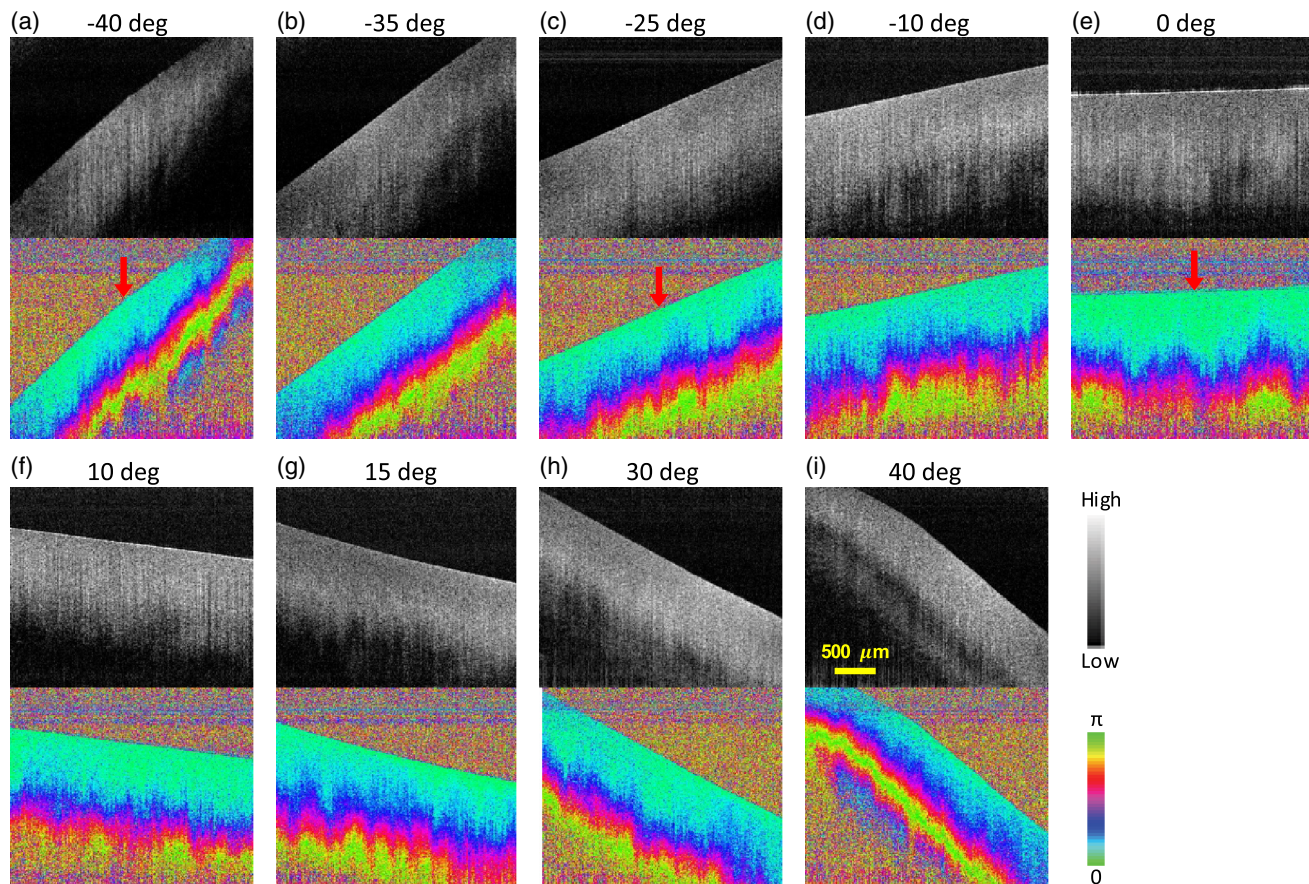 (a) -40 deg
(b) -35 deg
(c) -25 deg
(d) -10 deg
(e) 0 deg
(f) 10 deg
(g) 15 deg
(h) 30 deg
(i) 40 deg
500 μm
High
Low
π
0